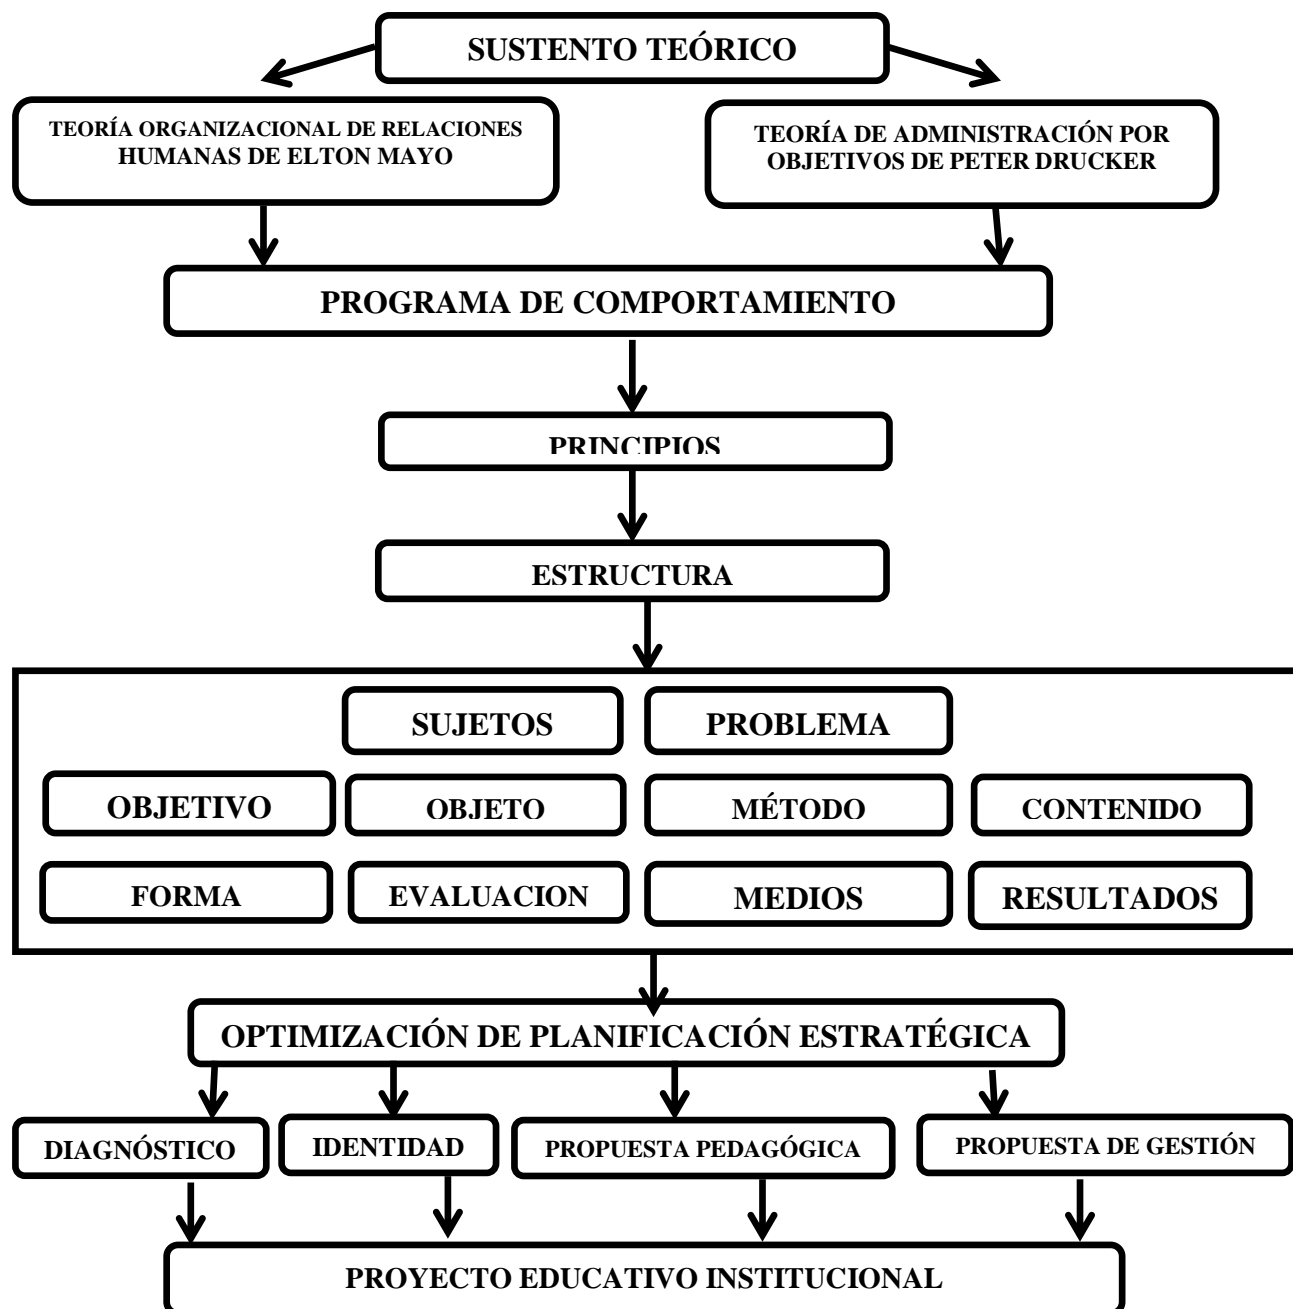 SUSTENTO TEÓRICO
TEORÍA ORGANIZACIONAL DE RELACIONES
HUMANAS DE ELTON MAYO
TEORÍA DE ADMINISTRACIÓN POR
OBJETIVOS DE PETER DRUCKER
PROGRAMA DE COMPORTAMIENTO
PRINCIPIOS
ESTRUCTURA
SUJETOS
PROBLEMA
OBJETIVO
OBJETO
MÉTODO
CONTENIDO
FORMA
EVALUACION
MEDIOS
RESULTADOS
OPTIMIZACIÓN DE PLANIFICACIÓN ESTRATÉGICA
DIAGNÓSTICO
IDENTIDAD
PROPUESTA PEDAGÓGICA
PROPUESTA DE GESTIÓN
PROYECTO EDUCATIVO INSTITUCIONAL